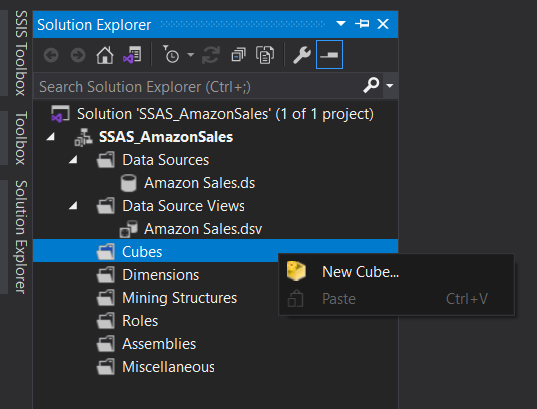 SSIS Toolbox
Toolbox
Solution Explorer
Solution Explorer
Search Solution Explorer (Ctrl+;)
Solution 'SSAS_AmazonSales' (1 of 1 project)
SSAS_AmazonSales
Data Sources
Amazon Sales.ds
Data Source Views
Amazon Sales.dsv
Cubes
New Cube...
Paste Ctrl+V
Dimensions
Mining Structures
Roles
Assemblies
Miscellaneous